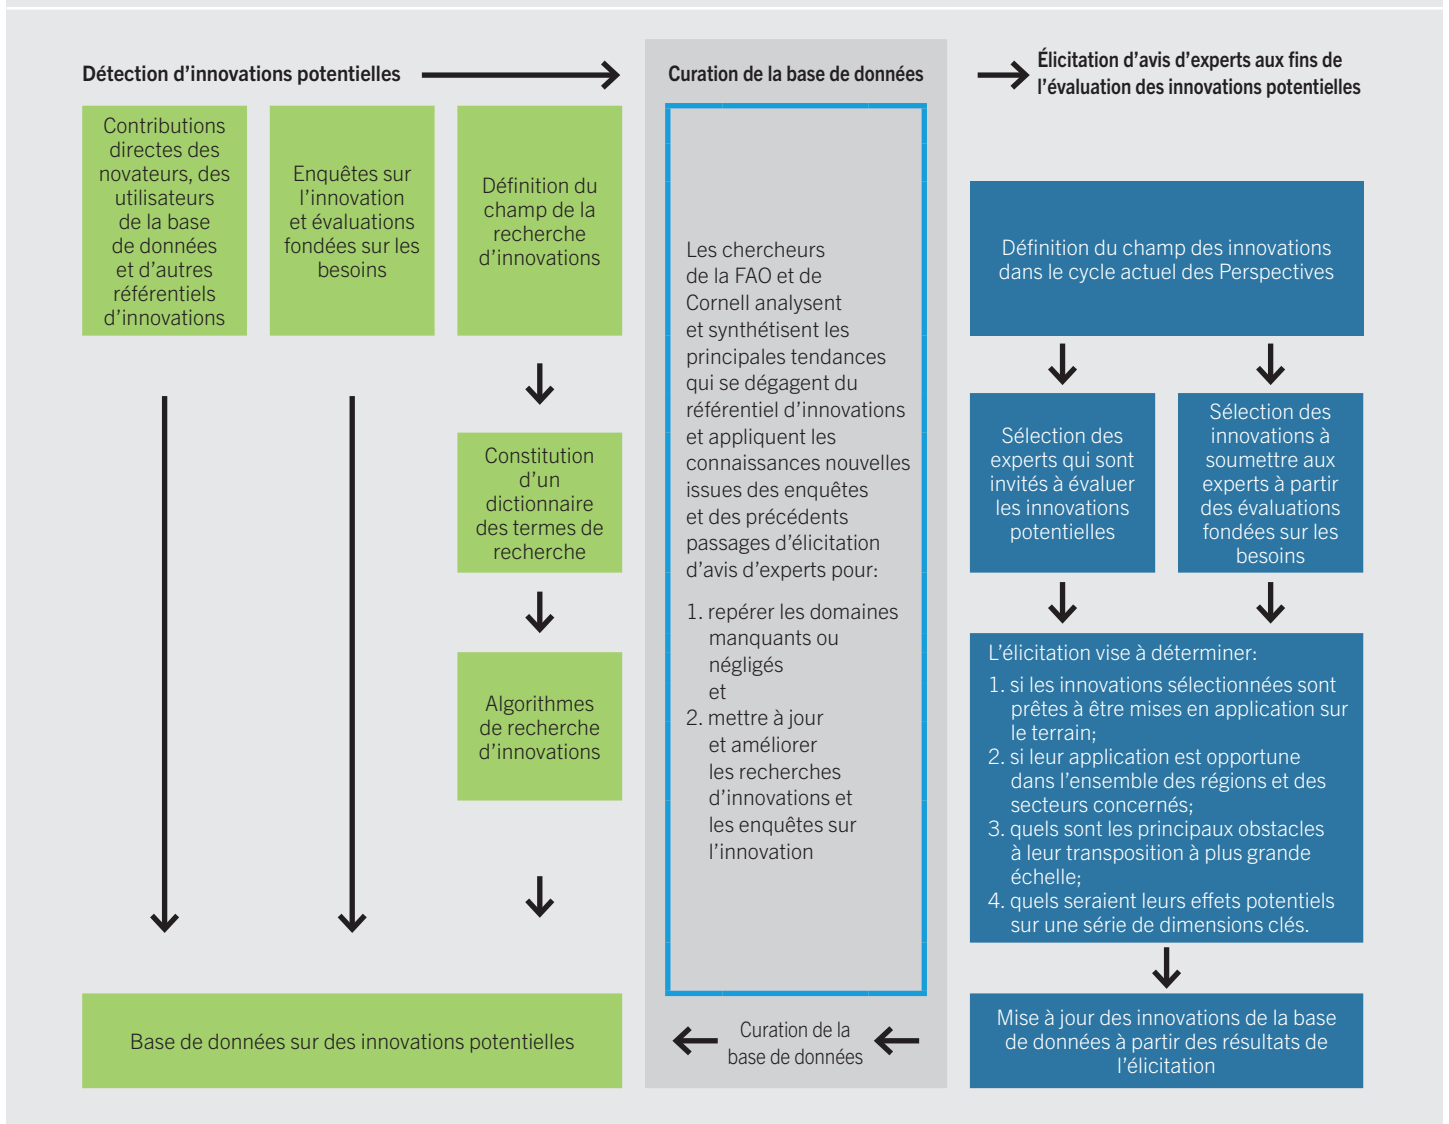 Détection d’innovations potentielles
Contributions
directes des
novateurs, des
utilisateurs
de la base
de données
et d’autres
référentiels
d’innovations
Enquêtes sur
l’innovation
et évaluations
fondées sur les
besoins
Définition du
champ de la
recherche
d’innovations
Constitution
d’un
dictionnaire
des termes de
recherche
Algorithmes
de recherche
d’innovations
Base de données sur des innovations potentielles
Curation de la base de données
Les chercheurs
de la FAO et de
Cornell analysent
et synthétisent les
principales tendances
qui se dégagent du
référentiel d’innovations
et appliquent les
connaissances nouvelles
issues des enquêtes
et des précédents
passages d’élicitation
d’avis d’experts pour:
1. repérer les domaines
manquants ou
négligés
et
2. mettre à jour
et améliorer
les recherches
d’innovations et
les enquêtes sur
l’innovation
Curation de la
base de données
Élicitation d’avis d’experts aux fins de
l’évaluation des innovations potentielles
Définition du champ des innovations
dans le cycle actuel des Perspectives
Sélection des
experts qui sont
invités à évaluer
les innovations
potentielles
Sélection des
innovations à
soumettre aux
experts à partir
des évaluations
fondées sur les
besoins
L’élicitation vise à déterminer:
1. si les innovations sélectionnées sont
prêtes à être mises en application sur
le terrain;
2. si leur application est opportune
dans l’ensemble des régions et des
secteurs concernés;
3. quels sont les principaux obstacles
à leur transposition à plus grande
échelle;
4. quels seraient leurs effets potentiels
sur une série de dimensions clés.
Mise à jour des innovations de la base
de données à partir des résultats de
l’élicitation